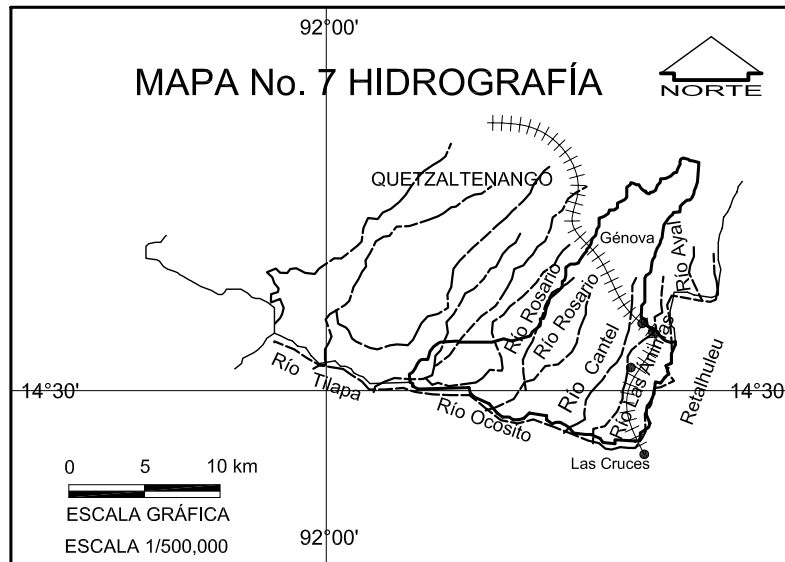 92°00'
MAPA No. 7 HIDROGRAFÍA
NORTE
QUETZALTENANGO
Génova
Río Ayal
Río Rosario
Río Rosario
Río Cantel
Río Las Ánimas
Retalhuleu
14°30'
14°30'
Río Tilapa
Río Ocosito
Las Cruces
0 5 10 km
ESCALA GRÁFICA
ESCALA 1/500,000
92°00'